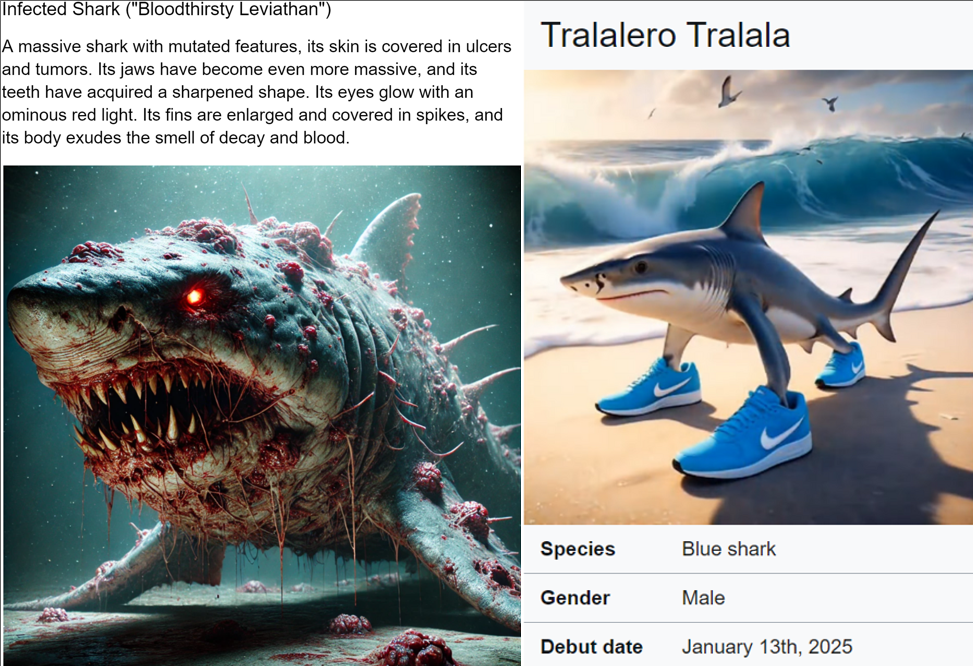 Infected Shark ("Bloodthirsty Leviathan")
A massive shark with mutated features, its skin is covered in ulcers
and tumors. Its jaws have become even more massive, and its
teeth have acquired a sharpened shape. Its eyes glow with an
ominous red light. Its fins are enlarged and covered in spikes, and
its body exudes the smell of decay and blood.
Tralalero Tralala
Species Blue shark
Gender Male
Debut date January 13th, 2025